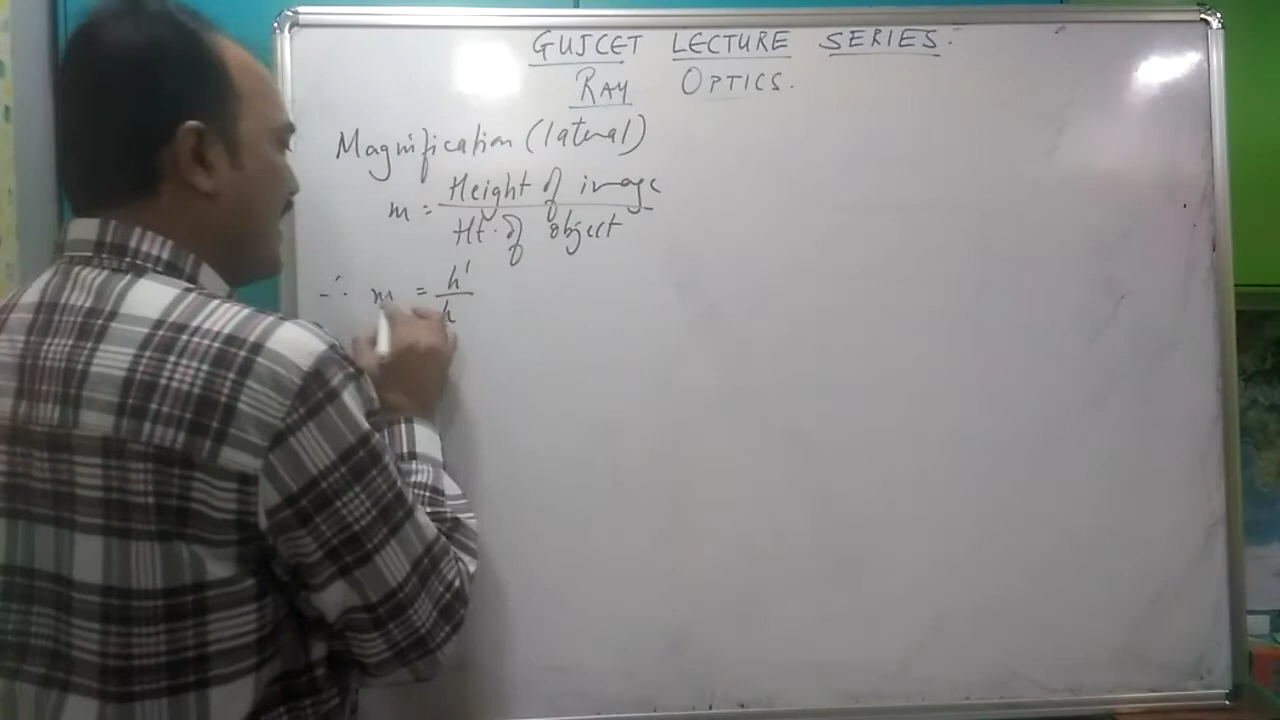 GUJCET LECTURE SERIES.
RAY OPTICS.
Magnification (lateral)
m = Height of image
Ht. of object
∴ m = h'
h